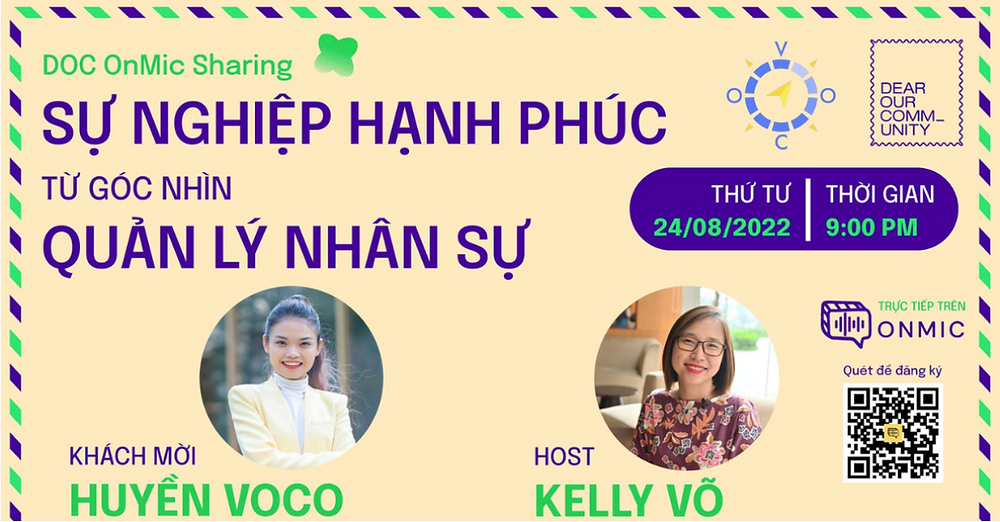 DOC OnMic Sharing
SỰ NGHIỆP HẠNH PHÚC
TỪ GÓC NHÌN
QUẢN LÝ NHÂN SỰ
V
O O
C
DEAR
OUR
COMM_
UNITY
THỨ TƯ
24/08/2022
THỜI GIAN
9:00 PM
TRỰC TIẾP TRÊN
ONMIC
Quét để đăng ký
KHÁCH MỜI
HUYỀN VOCO
HOST
KELLY VÕ